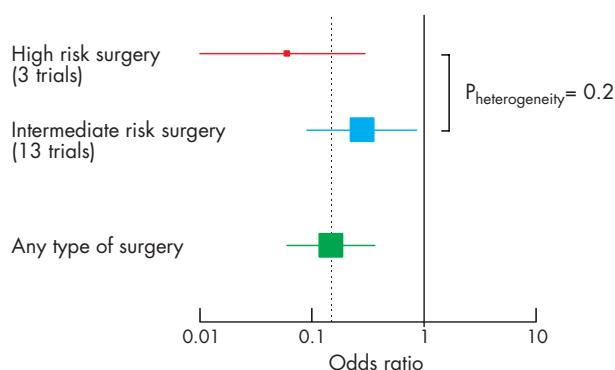 High risk surgery
(3 trials)
Pheterogeneity= 0.2
Intermediate risk surgery
(13 trials)
Any type of surgery
0.01 0.1 1 10
Odds ratio